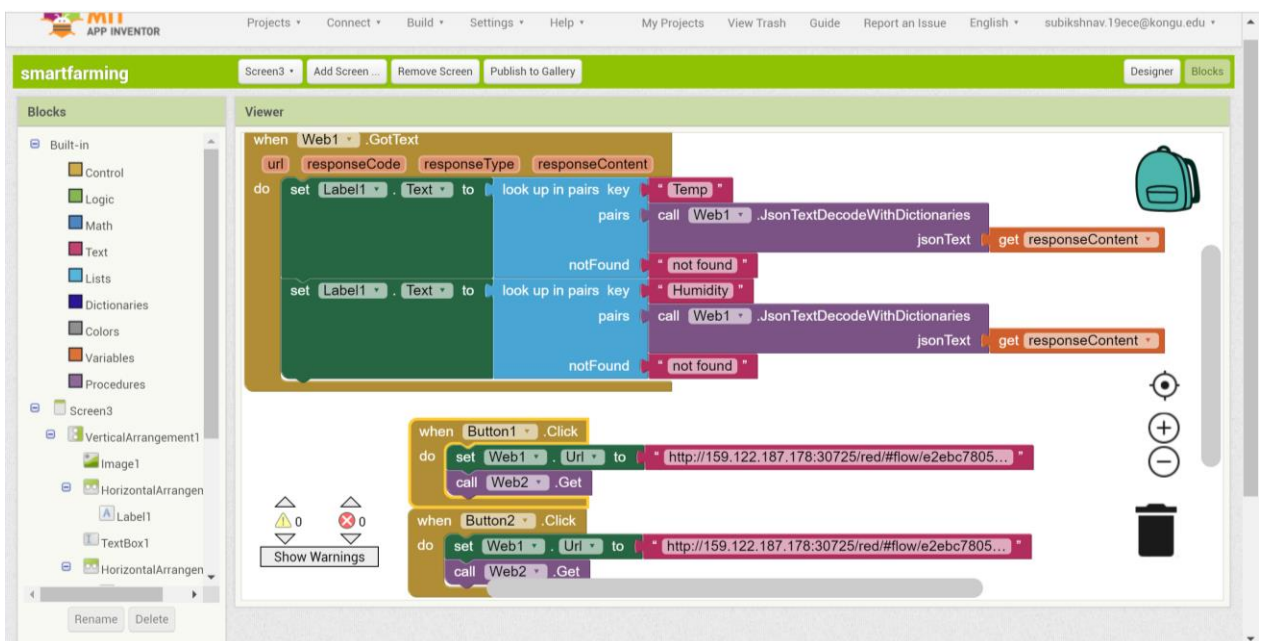 MIT
APP INVENTOR
Projects Connect Build Settings Help My Projects View Trash Guide Report an Issue English subikshnav.19ece@kongu.edu
smartfarming Screen3 Add Screen ... Remove Screen Publish to Gallery Designer Blocks
Blocks
Viewer
Built-in
Control
Logic
Math
Text
Lists
Dictionaries
Colors
Variables
Procedures
Screen3
VerticalArrangement1
Image1
HorizontalArrangen
Label1
TextBox1
HorizontalArrangen
Rename Delete
when Web1 .GotText
url responseCode responseType responseContent
do set Label1 . Text to look up in pairs key " Temp "
pairs call Web1 .JsonTextDecodeWithDictionaries
jsonText get responseContent
notFound " not found "
set Label1 . Text to look up in pairs key " Humidity "
pairs call Web1 .JsonTextDecodeWithDictionaries
jsonText get responseContent
notFound " not found "
when Button1 .Click
do set Web1 . Url to " http://159.122.187.178:30725/red/#flow/e2ebc7805... "
call Web2 .Get
when Button2 .Click
do set Web1 . Url to " http://159.122.187.178:30725/red/#flow/e2ebc7805... "
call Web2 .Get
0 0
Show Warnings